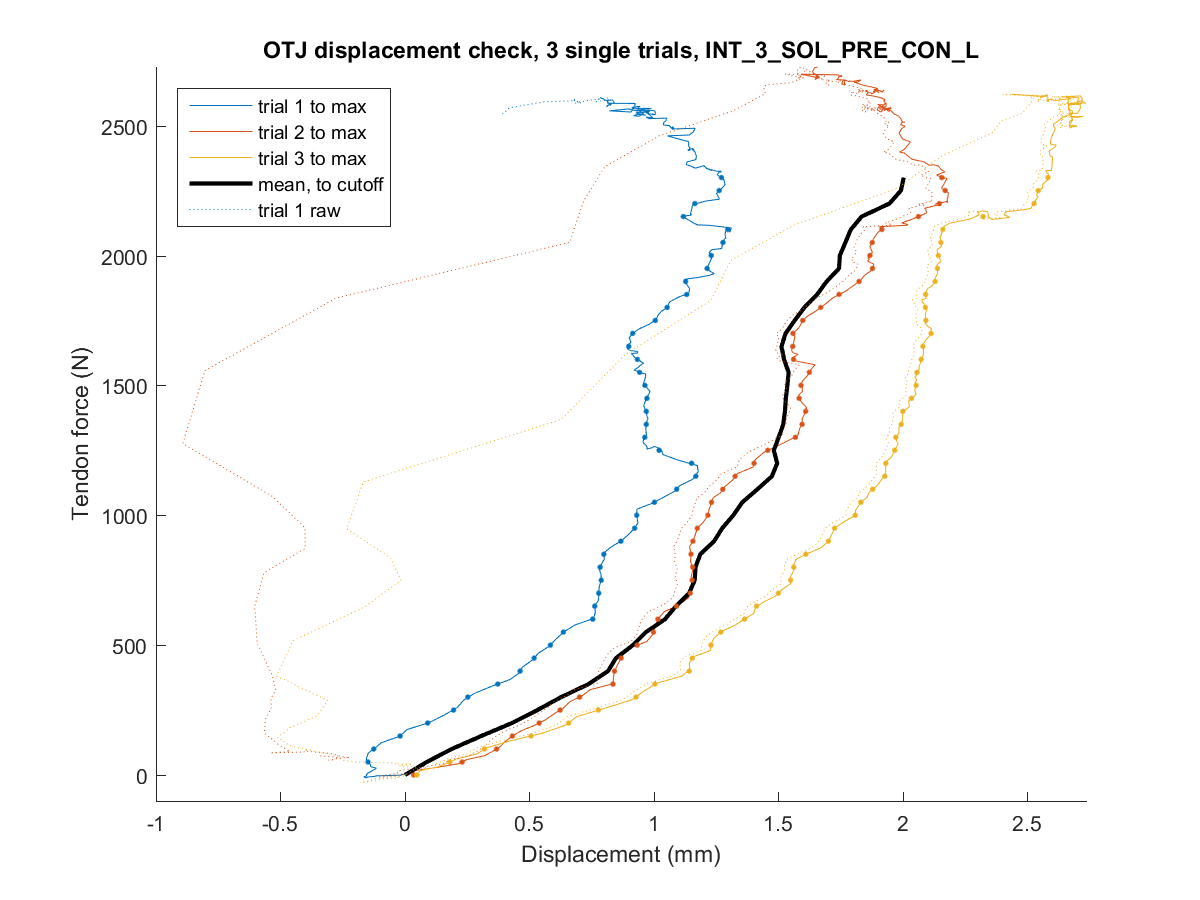 OTJ displacement check, 3 single trials, INT_3_SOL_PRE_CON_L
trial 1 to max
trial 2 to max
trial 3 to max
mean, to cutoff
trial 1 raw
2500
2000
1500
1000
500
0
Tendon force (N)
-1
-0.5
0
0.5
1
1.5
2
2.5
Displacement (mm)